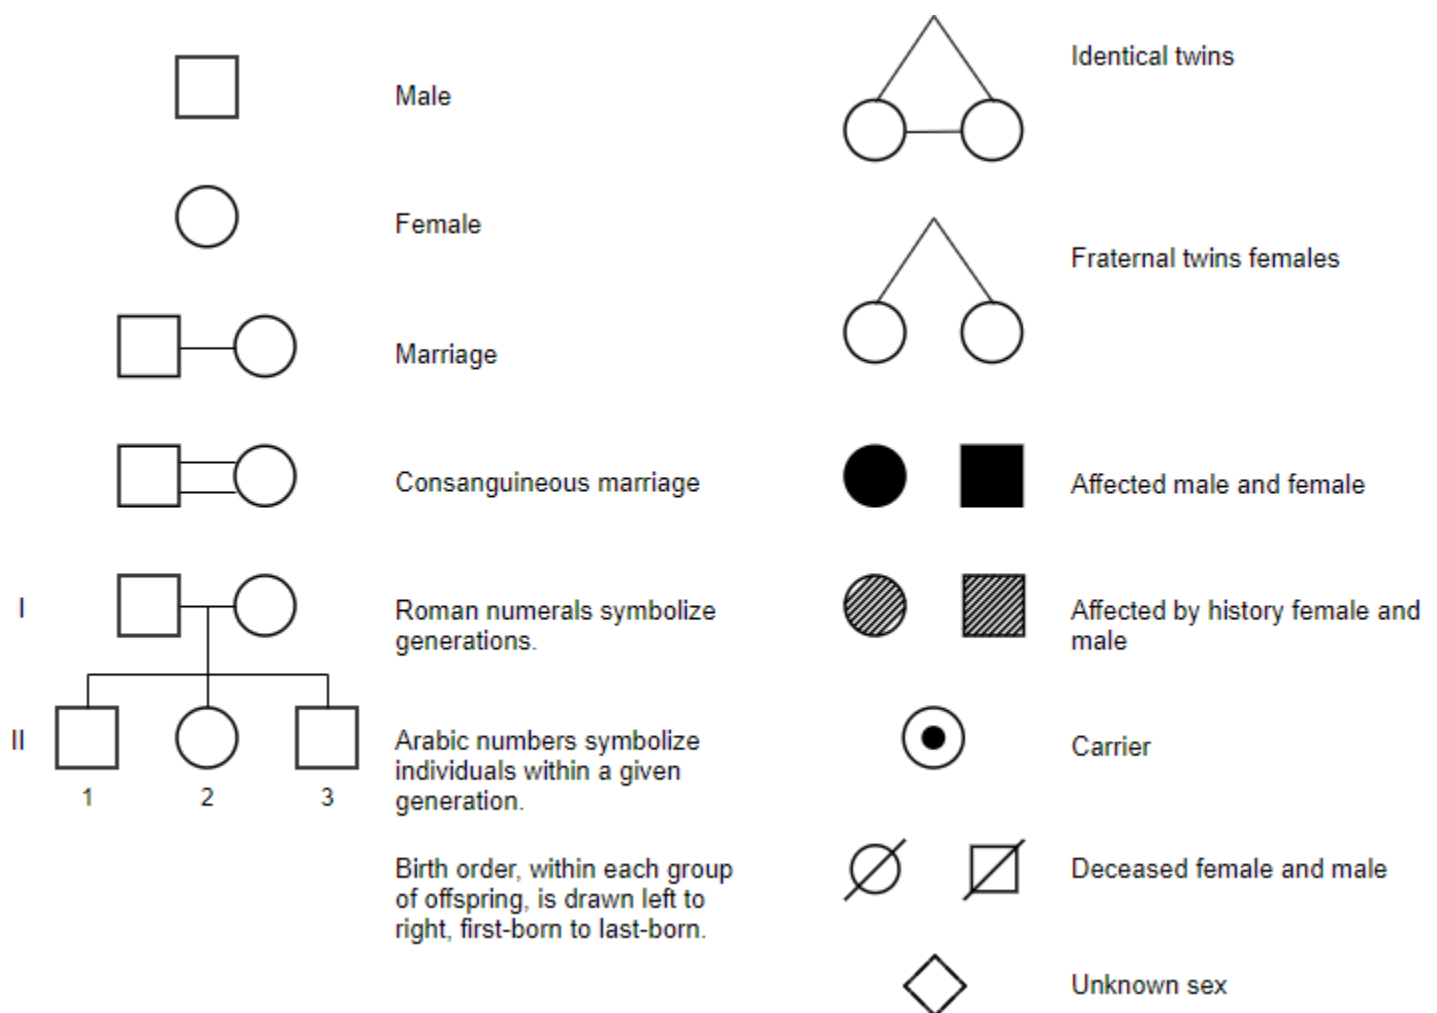 Male
Female
Marriage
Consanguineous marriage
I
Roman numerals symbolize
generations.
II
1
2
3
Arabic numbers symbolize
individuals within a given
generation.
Birth order, within each group
of offspring, is drawn left to
right, first-born to last-born.
Identical twins
Fraternal twins females
Affected male and female
Affected by history female and
male
Carrier
Deceased female and male
Unknown sex